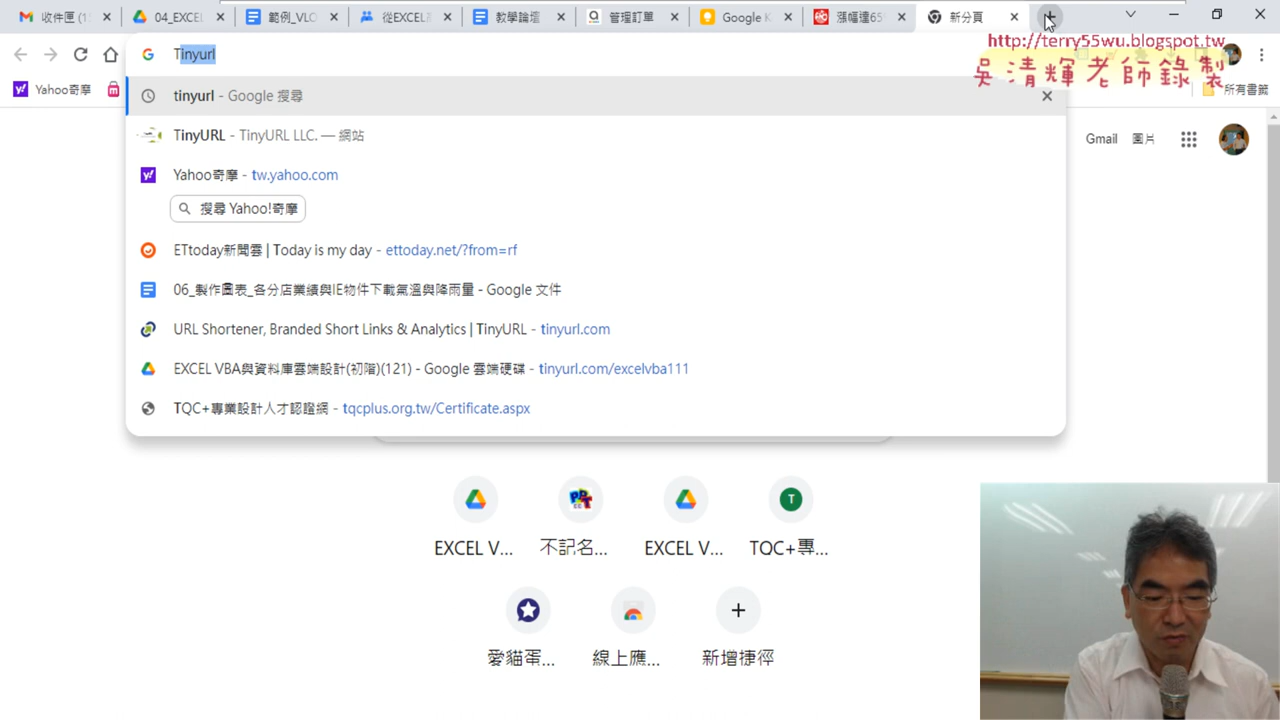 收件匣 (1
04_EXCEL
範例_VLO
從EXCEL
教學論壇
管理訂單
Google K
漲幅達65
新分頁
http://terry55wu.blogspot.tw
吳清輝老師錄製
Tinyurl
Yahoo奇摩
所有書籤
tinyurl - Google 搜尋
TinyURL - TinyURL LLC. — 網站
Gmail
圖片
Yahoo奇摩 - tw.yahoo.com
搜尋 Yahoo!奇摩
ETtoday新聞雲 | Today is my day - ettoday.net/?from=rf
06_製作圖表_各分店業績與IE物件下載氣溫與降雨量 - Google 文件
URL Shortener, Branded Short Links & Analytics | TinyURL - tinyurl.com
EXCEL VBA與資料庫雲端設計(初階)(121) - Google 雲端硬碟 - tinyurl.com/excelvba111
TQC+專業設計人才認證網 - tqcplus.org.tw/Certificate.aspx
T
EXCEL V...
不記名...
EXCEL V...
TQC+專...
愛貓蛋...
線上應...
新增捷徑